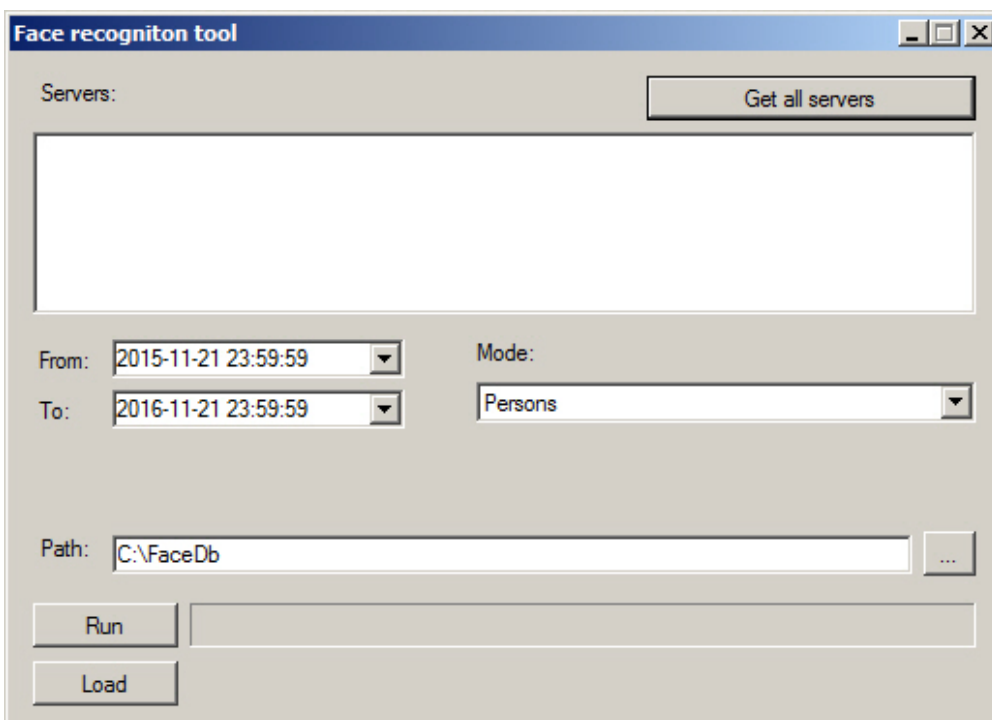 Face recogniton tool
Servers:
Get all servers
From: 2015-11-21 23:59:59
Mode:
To: 2016-11-21 23:59:59
Persons
Path: C:\FaceDb ...
Run
Load